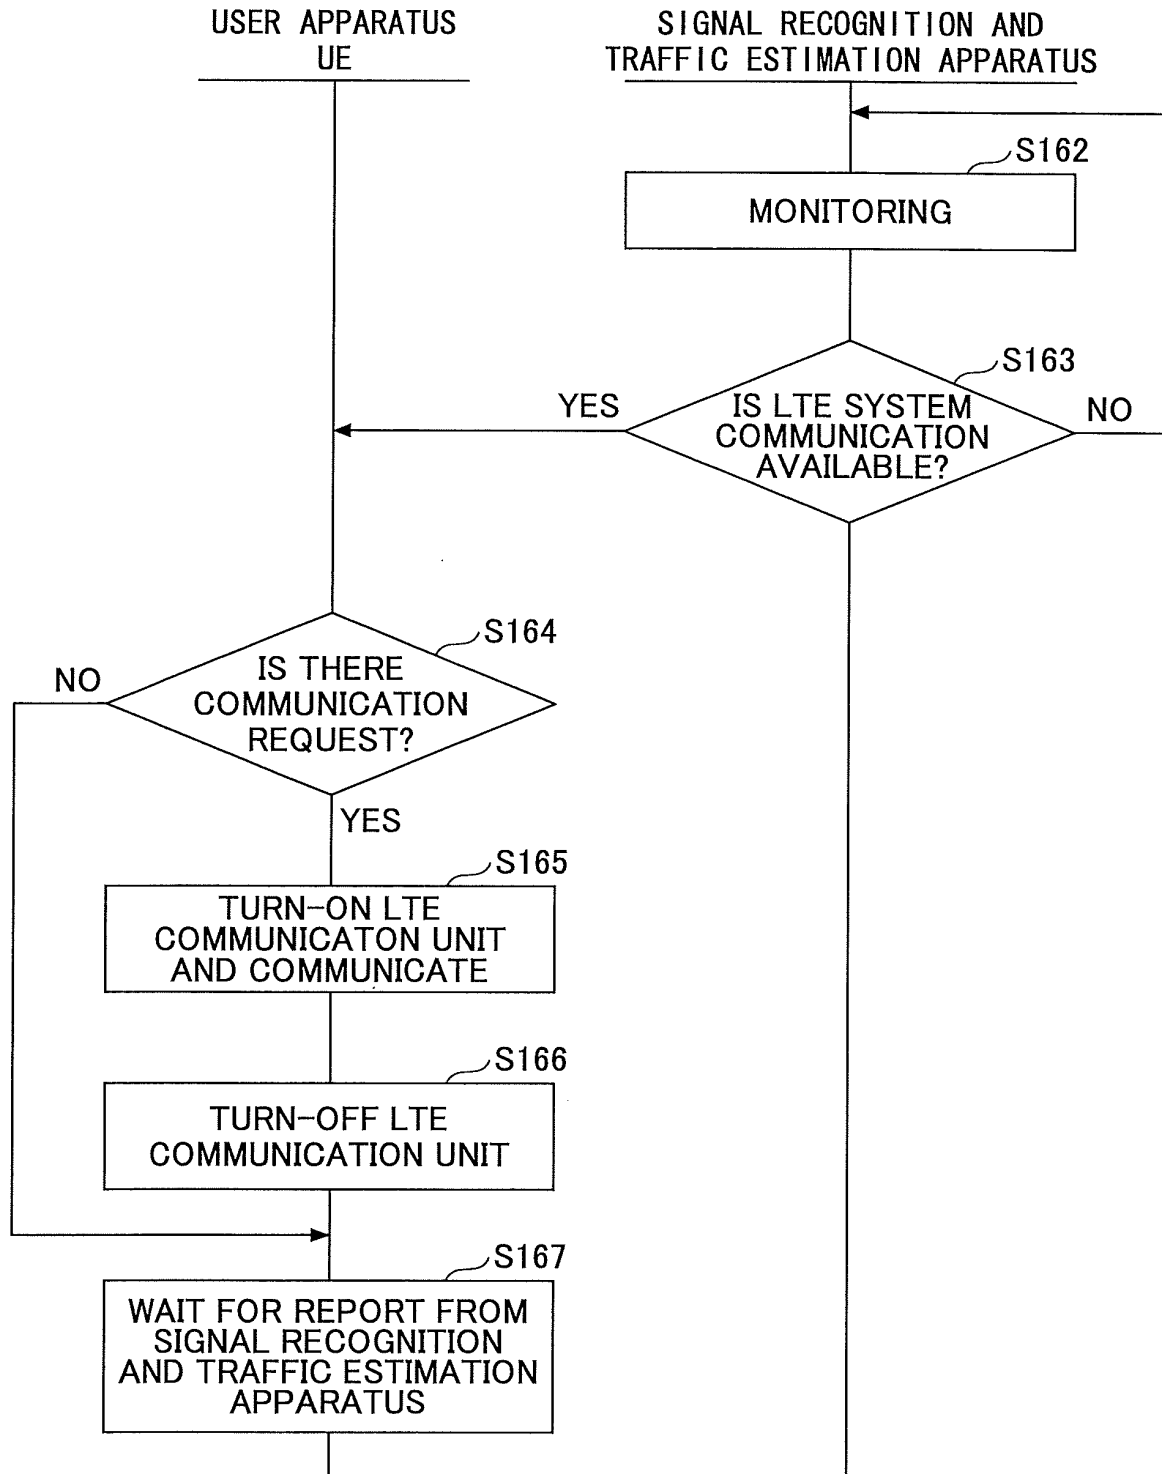 USER APPARATUS
UE
SIGNAL RECOGNITION AND
TRAFFIC ESTIMATION APPARATUS
S162
MONITORING
S163
YES
IS LTE SYSTEM
COMMUNICATION
AVAILABLE?
NO
S164
NO
IS THERE
COMMUNICATION
REQUEST?
YES
S165
TURN-ON LTE
COMMUNICATON UNIT
AND COMMUNICATE
S166
TURN-OFF LTE
COMMUNICATION UNIT
S167
WAIT FOR REPORT FROM
SIGNAL RECOGNITION
AND TRAFFIC ESTIMATION
APPARATUS